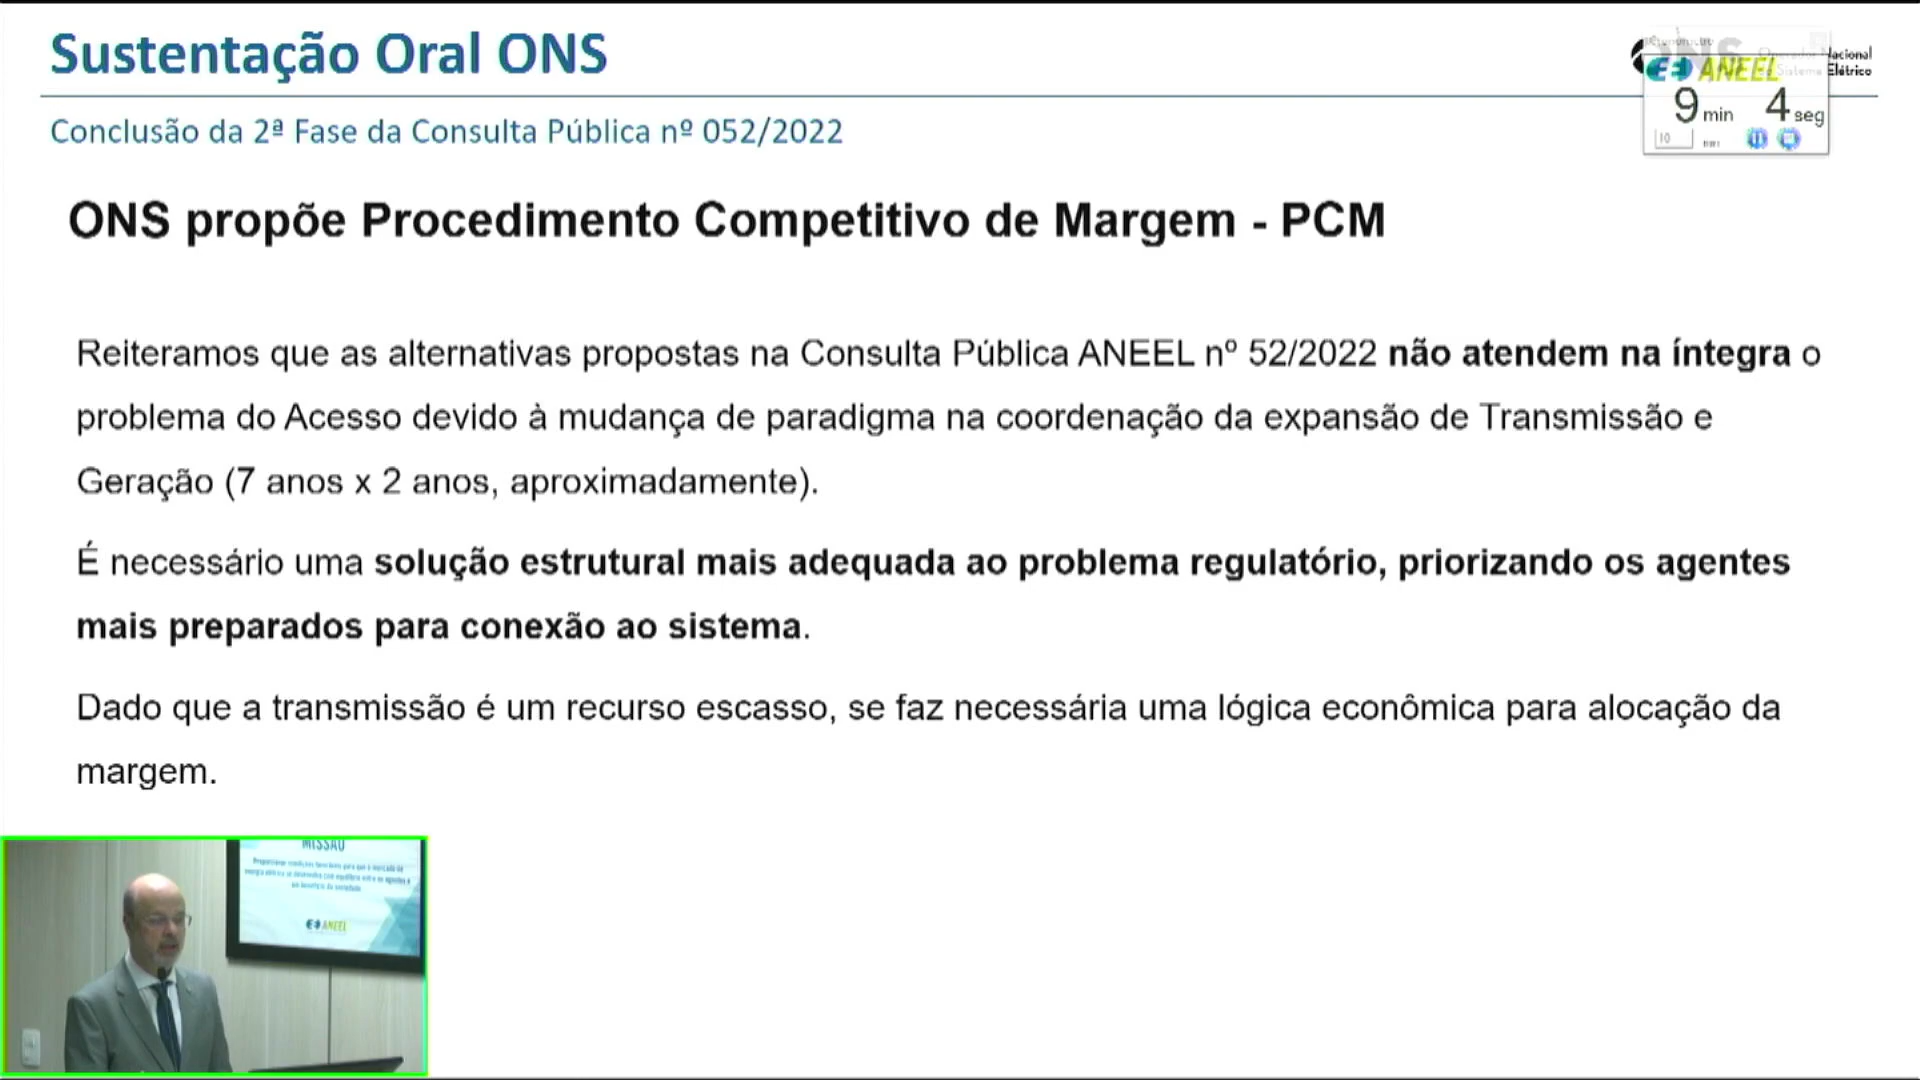 Sustentação Oral ONS
Conclusão da 2ª Fase da Consulta Pública nº 052/2022
Nacional
Elétrico
ANEEL
9 min 4 seg
10
ONS propõe Procedimento Competitivo de Margem - PCM
Reiteramos que as alternativas propostas na Consulta Pública ANEEL nº 52/2022 não atendem na íntegra o
problema do Acesso devido à mudança de paradigma na coordenação da expansão de Transmissão e
Geração (7 anos x 2 anos, aproximadamente).
É necessário uma solução estrutural mais adequada ao problema regulatório, priorizando os agentes
mais preparados para conexão ao sistema.
Dado que a transmissão é um recurso escasso, se faz necessária uma lógica econômica para alocação da
margem.
MISSÃO
ANEEL